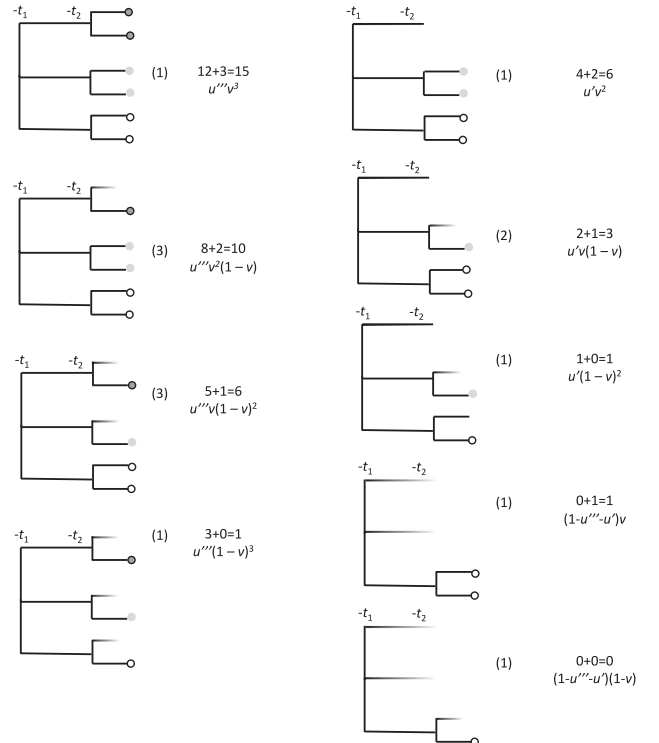 -t₁ -t₂
(1) 12+3=15
u′′′v³
-t₁ -t₂
(3) 8+2=10
u′′′v²(1 – v)
-t₁ -t₂
(3) 5+1=6
u′′′v(1 – v)²
-t₁ -t₂
(1) 3+0=1
u′′′(1 – v)³
-t₁ -t₂
(1) 4+2=6
u′v²
-t₁ -t₂
(2) 2+1=3
u′v(1 – v)
-t₁ -t₂
(1) 1+0=1
u′(1 – v)²
-t₁ -t₂
(1) 0+1=1
(1-u′′′-u′)v
-t₁ -t₂
(1) 0+0=0
(1-u′′′-u′)(1-v)